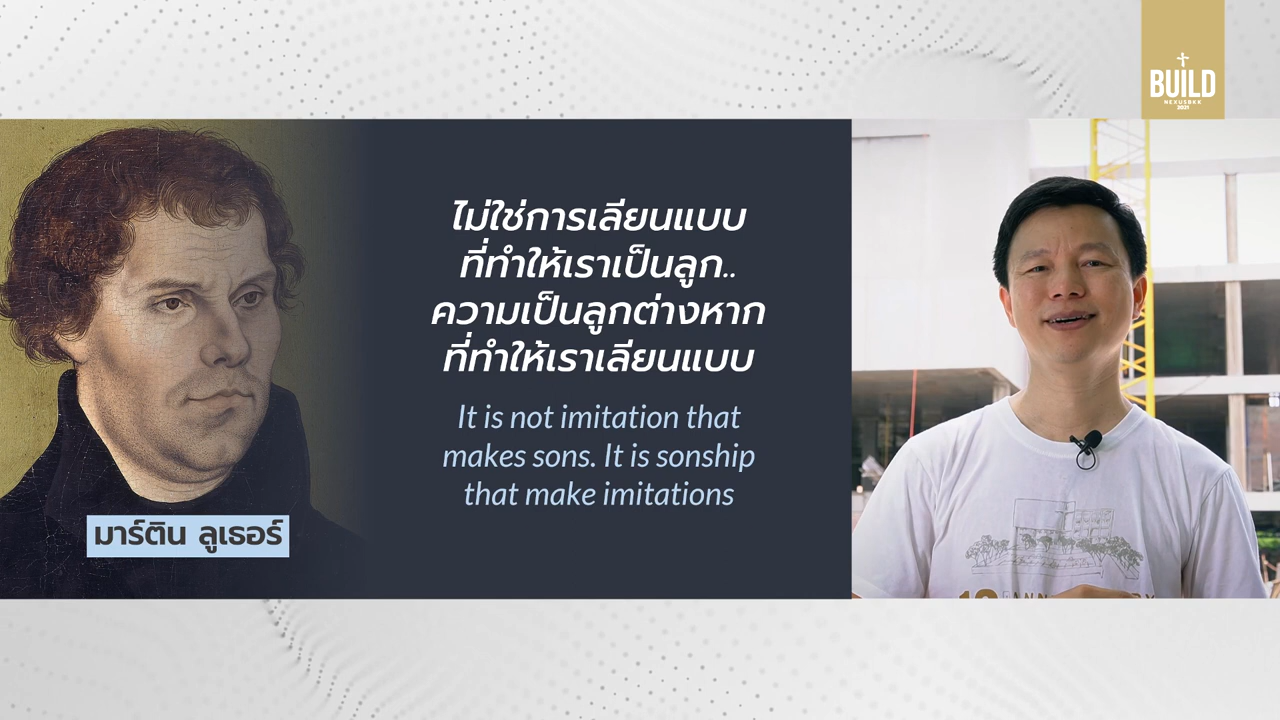 BUILD
NEXUSBKK
2021
ไม่ใช่การเลียนแบบ
ที่ทำให้เราเป็นลูก..
ความเป็นลูกต่างหาก
ที่ทำให้เราเลียนแบบ
It is not imitation that
makes sons. It is sonship
that make imitations
มาร์ติน ลูเธอร์